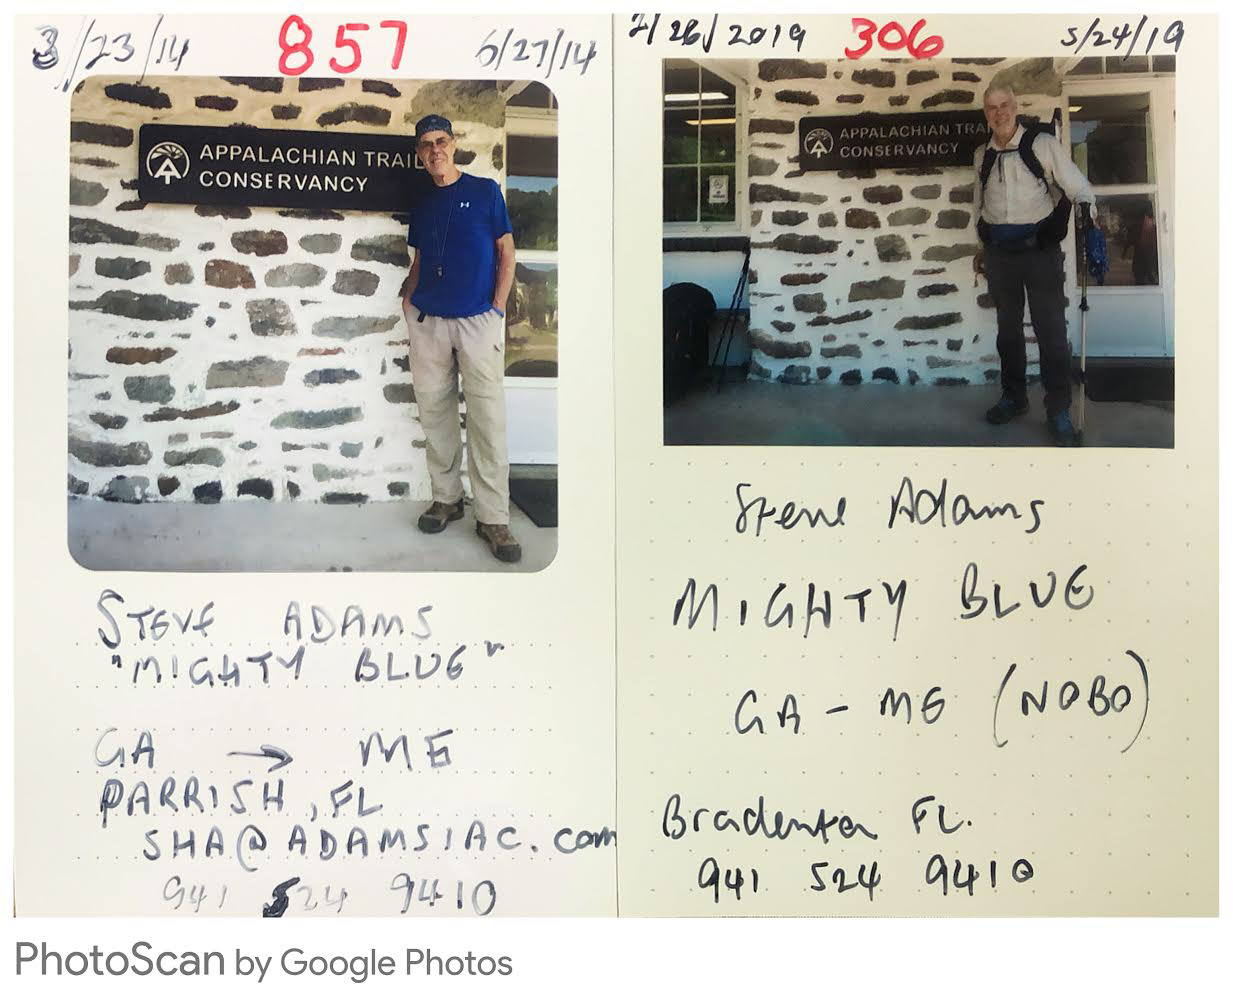 3/23/14 857 6/27/14
APPALACHIAN TRAIL
CONSERVANCY
STEVE ADAMS
"MIGHTY BLUE"
GA → ME
PARRISH, FL
SHA@ADAMSIAC.com
941 524 9410
2/26/2019 306 5/24/19
APPALACHIAN TRAI
CONSERVANCY
Steve Adams
MIGHTY BLUE
GA - ME (NOBO)
Bradenton FL.
941 524 9410
PhotoScan by Google Photos